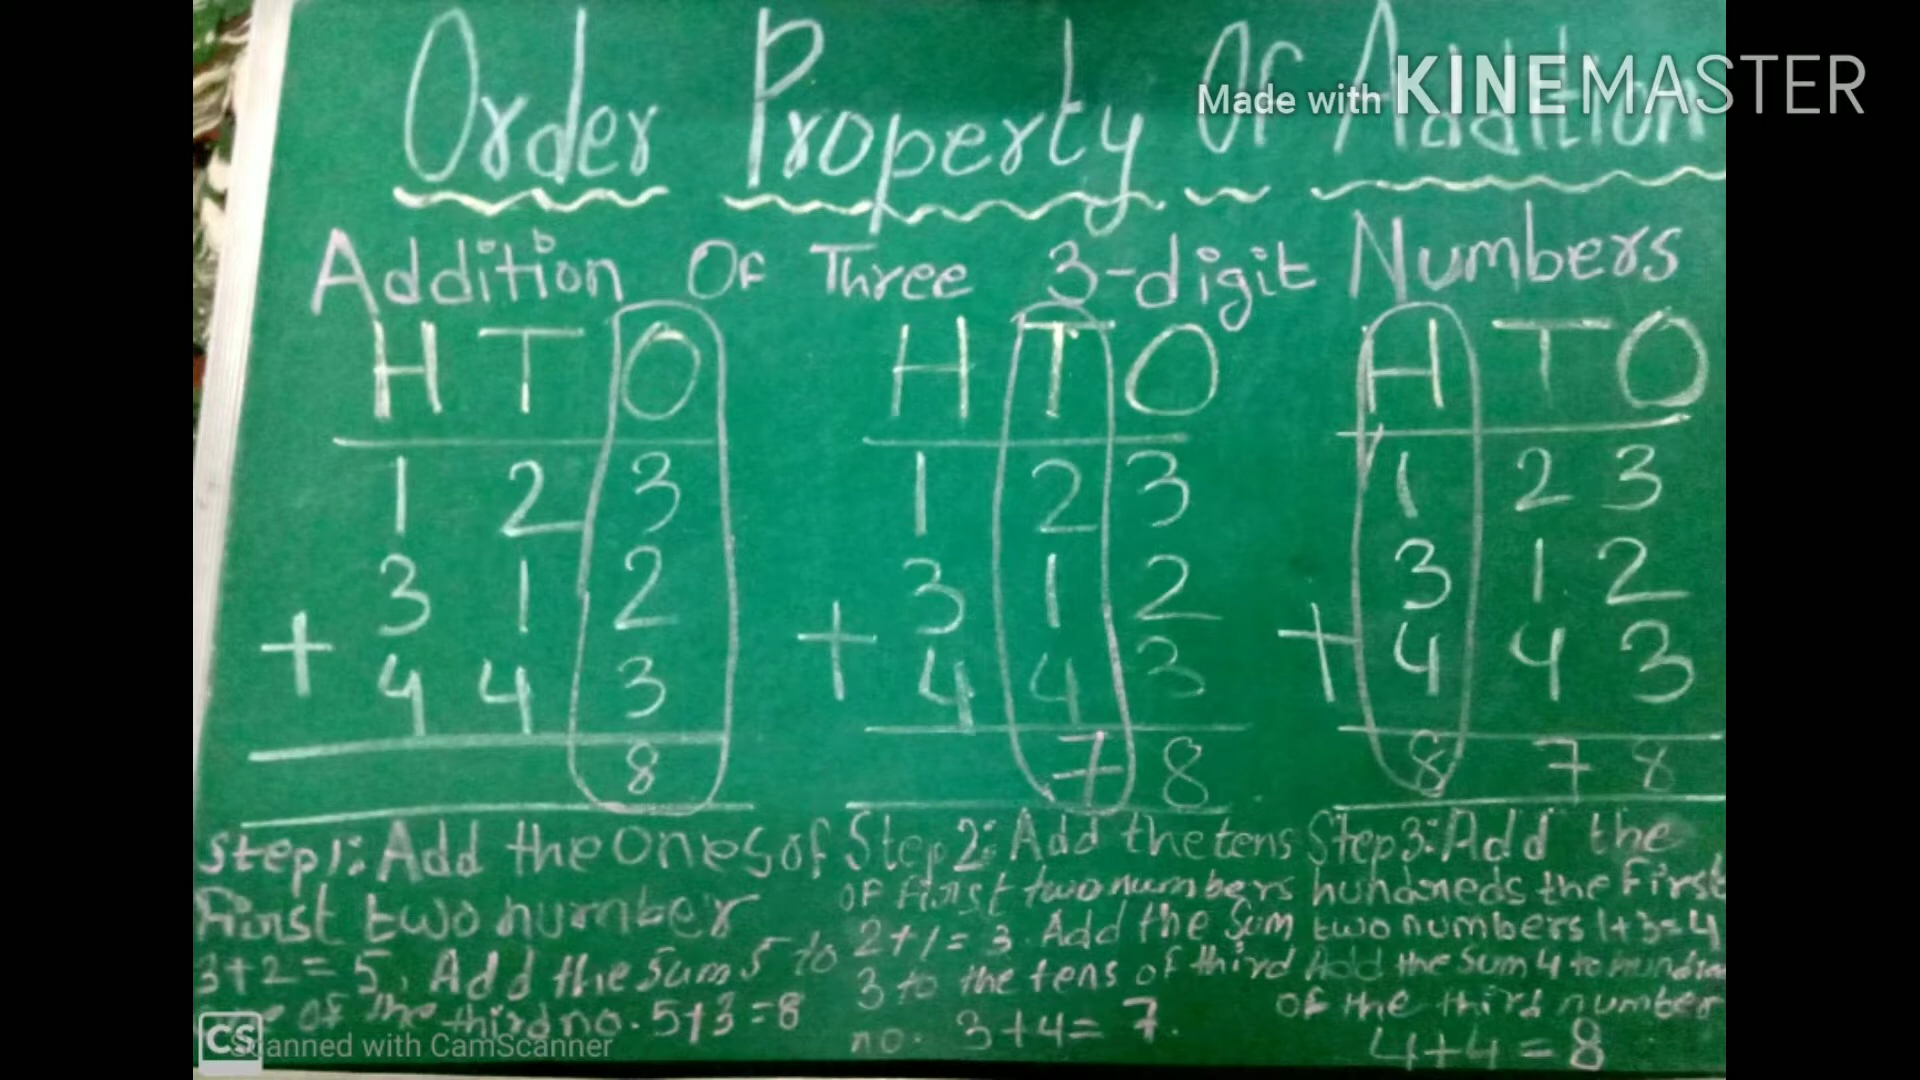 Order Property Of Addition
Made with KINEMASTER
Addition Of Three 3-digit Numbers
H T O
1 2 3
3 1 2
+ 4 4 3
8
Step1: Add the ones of
First two number
3+2=5, Add the sum 5 to
of the third no. 5+3=8
H T O
1 2 3
3 1 2
+ 4 4 3
7 8
Step2: Add the tens
of first two numbers
2+1=3. Add the Sum
3 to the tens of third
no. 3+4=7.
H T O
1 2 3
3 1 2
+ 4 4 3
8 7 8
Step3: Add the
hundreds the First
two numbers 1+3=4
Add the Sum 4 to hundre
of the third number
4+4=8
CS Scanned with CamScanner